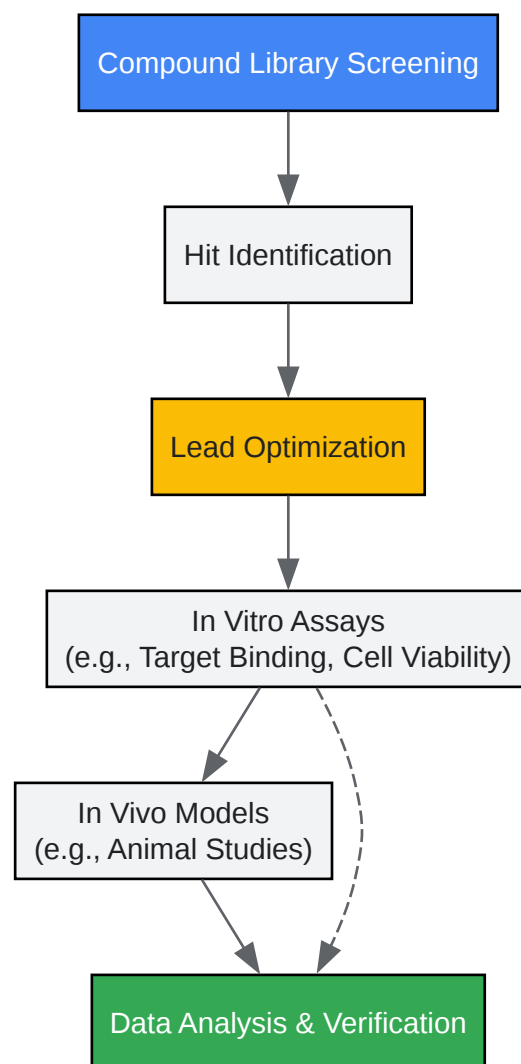 Compound Library Screening
Hit Identification
Lead Optimization
In Vitro Assays
(e.g., Target Binding, Cell Viability)
In Vivo Models
(e.g., Animal Studies)
Data Analysis & Verification